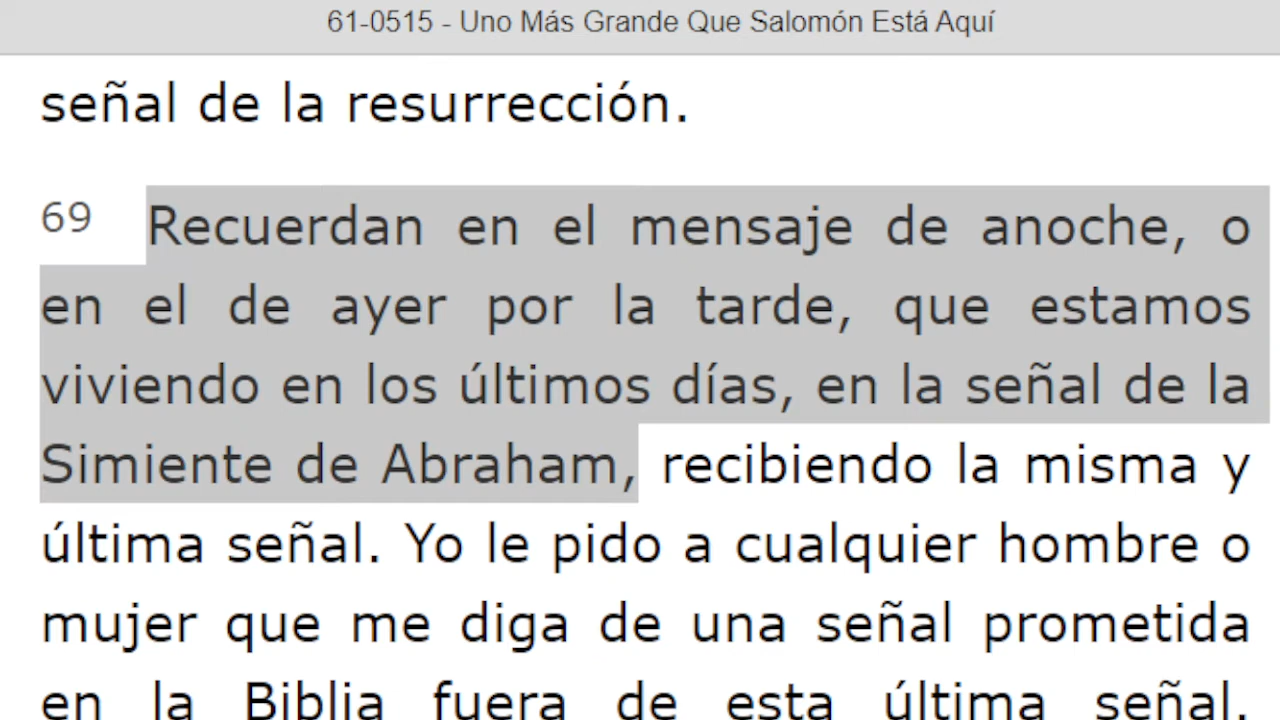 61-0515 - Uno Más Grande Que Salomón Está Aquí
señal de la resurrección.
69 Recuerdan en el mensaje de anoche, o
en el de ayer por la tarde, que estamos
viviendo en los últimos días, en la señal de la
Simiente de Abraham, recibiendo la misma y
última señal. Yo le pido a cualquier hombre o
mujer que me diga de una señal prometida
en la Biblia fuera de esta última señal.